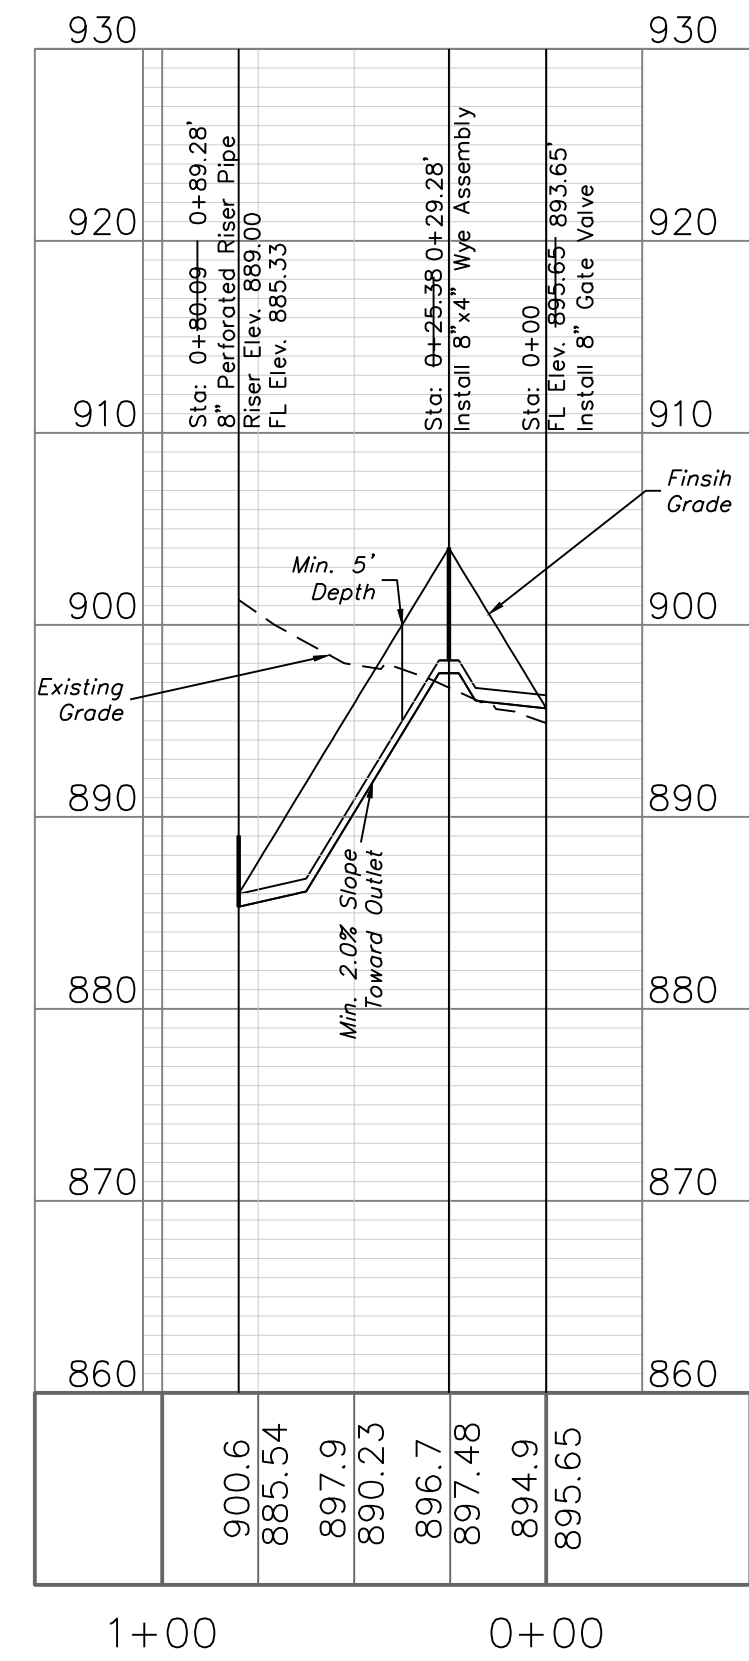 930
930
Sta: 0+80.09 0+89.28'
8" Perforated Riser Pipe
Riser Elev. 889.00
FL Elev. 885.33
Sta: 0+25.38 0+29.28'
Install 8"x4" Wye Assembly
Sta: 0+00
FL Elev. 895.65 893.65'
Install 8" Gate Valve
920
920
910
910
Finsih
Grade
Min. 5'
Depth
900
900
Existing
Grade
890
890
Min. 2.0% Slope
Toward Outlet
880
880
870
870
860
860
900.6
885.54
897.9
890.23
896.7
897.48
894.9
895.65
1+00
0+00